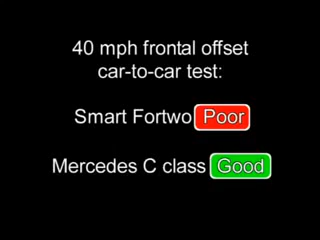 40 mph frontal offset
car-to-car test:
Smart Fortwo Poor
Mercedes C class Good